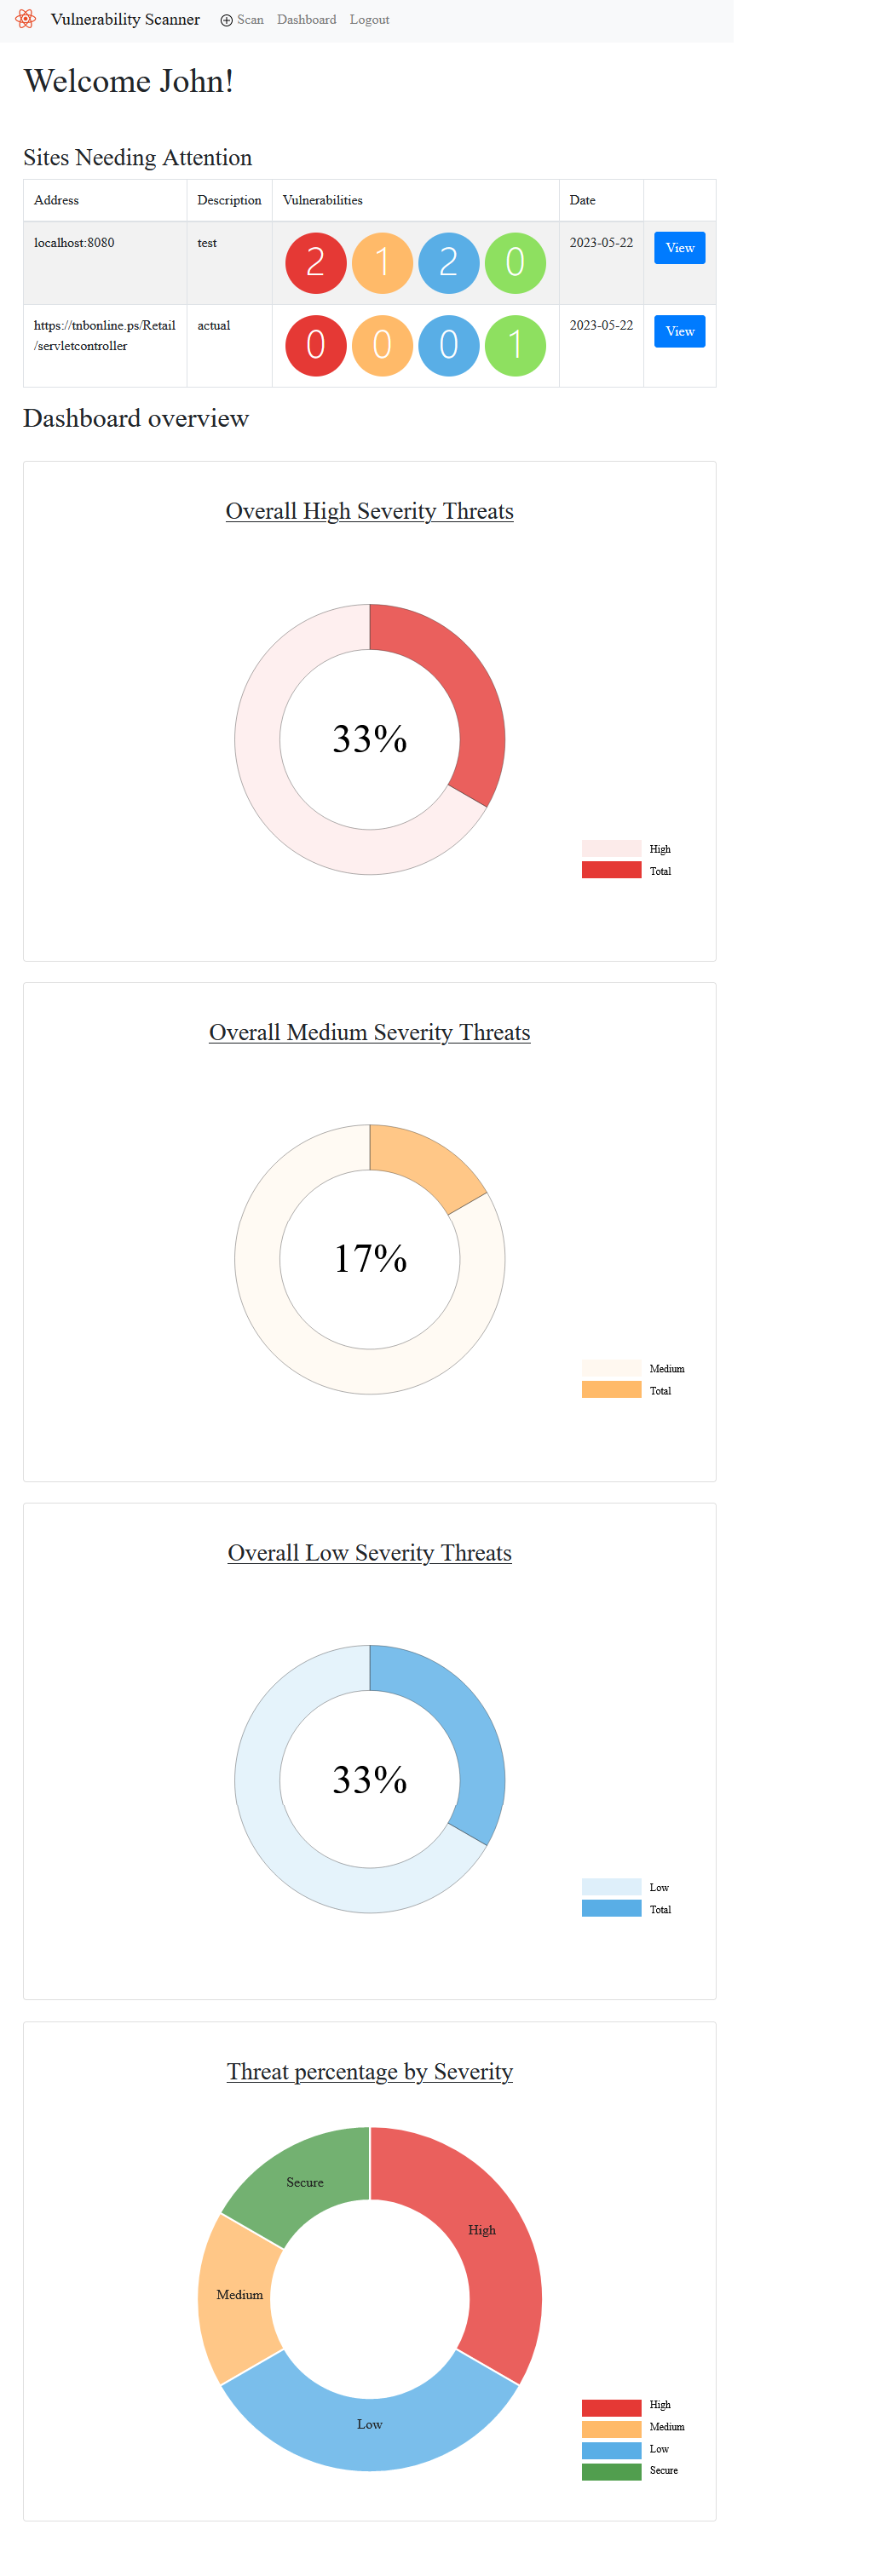 Vulnerability Scanner Scan Dashboard Logout
Welcome John!
Sites Needing Attention
Address Description Vulnerabilities Date
localhost:8080 test 2 1 2 0 2023-05-22 View
https://tnbonline.ps/Retail actual 0 0 0 1 2023-05-22 View
/servletcontroller
Dashboard overview
Overall High Severity Threats
33%
High
Total
Overall Medium Severity Threats
17%
Medium
Total
Overall Low Severity Threats
33%
Low
Total
Threat percentage by Severity
Secure
High
Medium
Low
High
Medium
Low
Secure